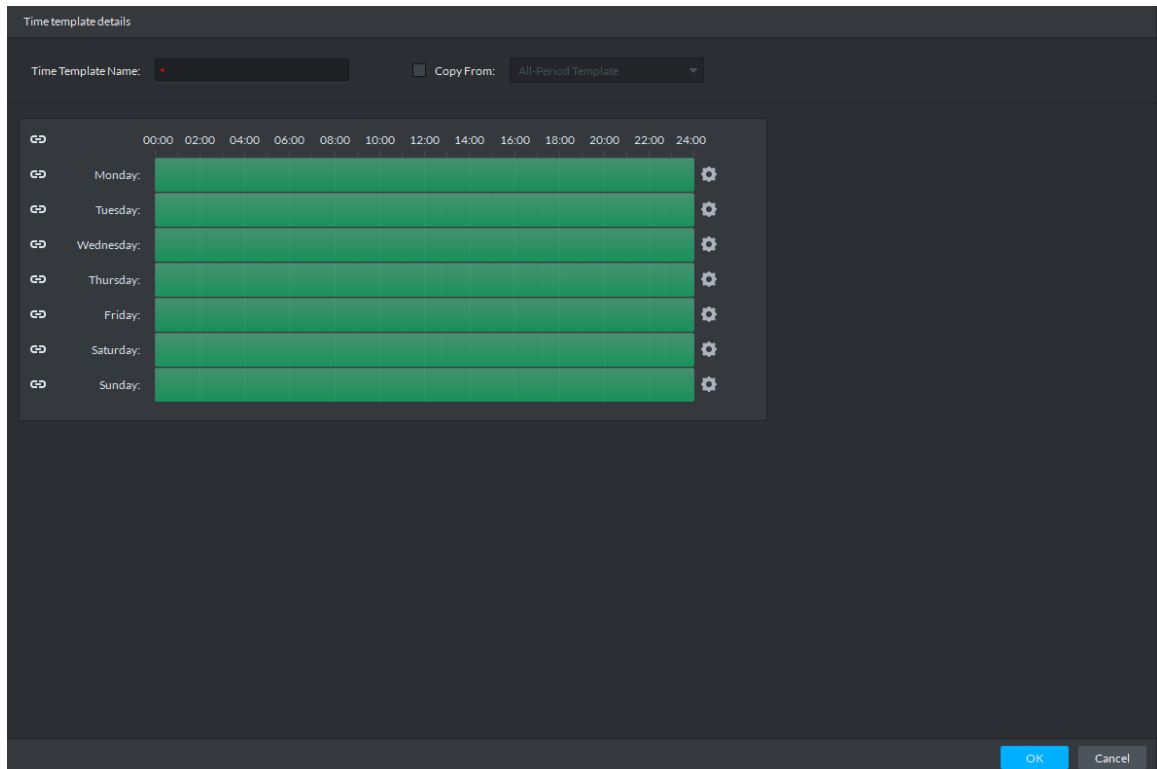 Time template details
Time Template Name: * Copy From: All-Period Template
00:00 02:00 04:00 06:00 08:00 10:00 12:00 14:00 16:00 18:00 20:00 22:00 24:00
Monday:
Tuesday:
Wednesday:
Thursday:
Friday:
Saturday:
Sunday:
OK Cancel